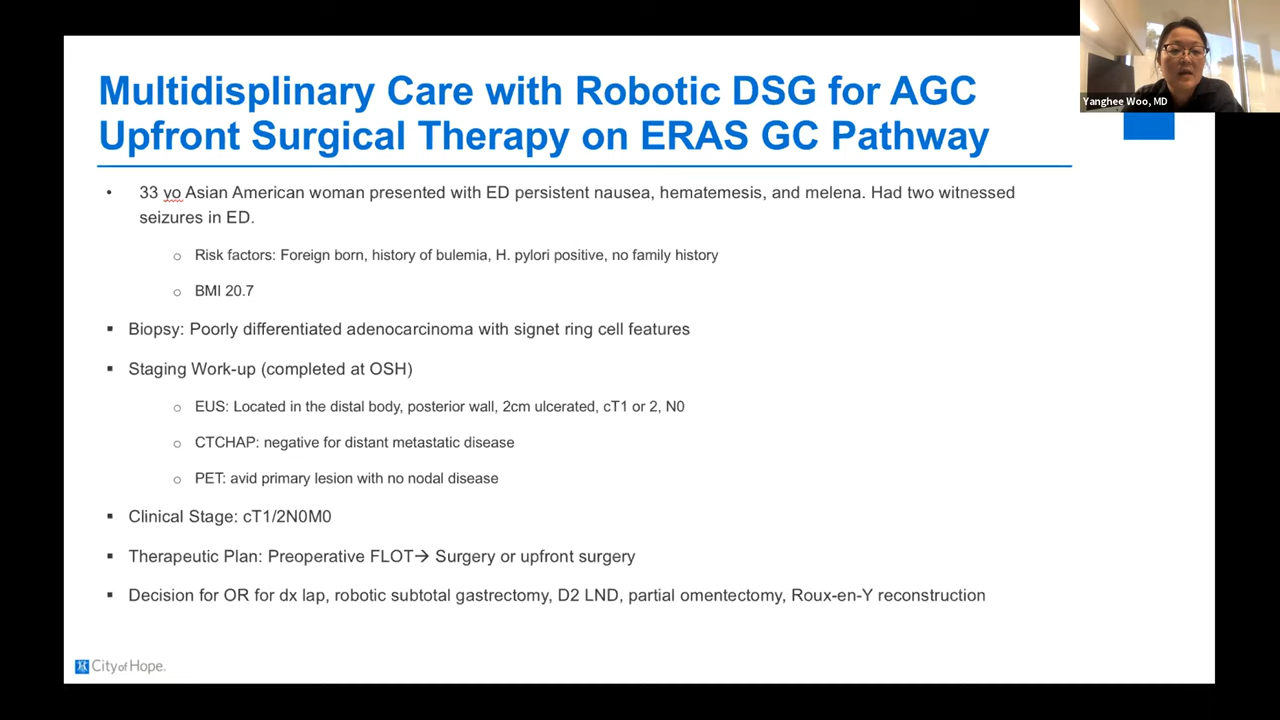 Multidisplinary Care with Robotic DSG for AGC
Upfront Surgical Therapy on ERAS GC Pathway
Yanghee Woo, MD
• 33 yo Asian American woman presented with ED persistent nausea, hematemesis, and melena. Had two witnessed
seizures in ED.
o Risk factors: Foreign born, history of bulemia, H. pylori positive, no family history
o BMI 20.7
▪ Biopsy: Poorly differentiated adenocarcinoma with signet ring cell features
▪ Staging Work-up (completed at OSH)
o EUS: Located in the distal body, posterior wall, 2cm ulcerated, cT1 or 2, N0
o CTCHAP: negative for distant metastatic disease
o PET: avid primary lesion with no nodal disease
▪ Clinical Stage: cT1/2N0M0
▪ Therapeutic Plan: Preoperative FLOT→ Surgery or upfront surgery
▪ Decision for OR for dx lap, robotic subtotal gastrectomy, D2 LND, partial omentectomy, Roux-en-Y reconstruction
City of Hope.